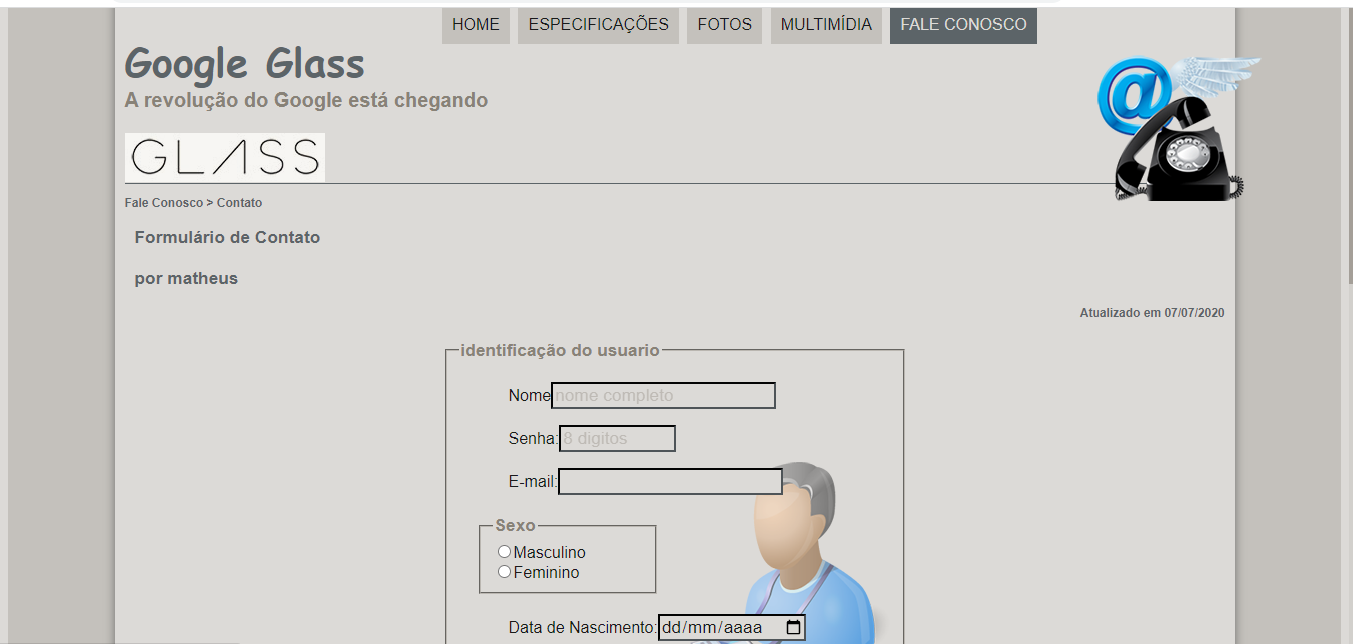 HOME ESPECIFICAÇÕES FOTOS MULTIMÍDIA FALE CONOSCO
Google Glass
A revolução do Google está chegando
GLASS
@
Fale Conosco > Contato
Formulário de Contato
por matheus
Atualizado em 07/07/2020
identificação do usuario
Nome nome completo
Senha: 8 digitos
E-mail:
Sexo
Masculino
Feminino
Data de Nascimento: dd/mm/aaaa